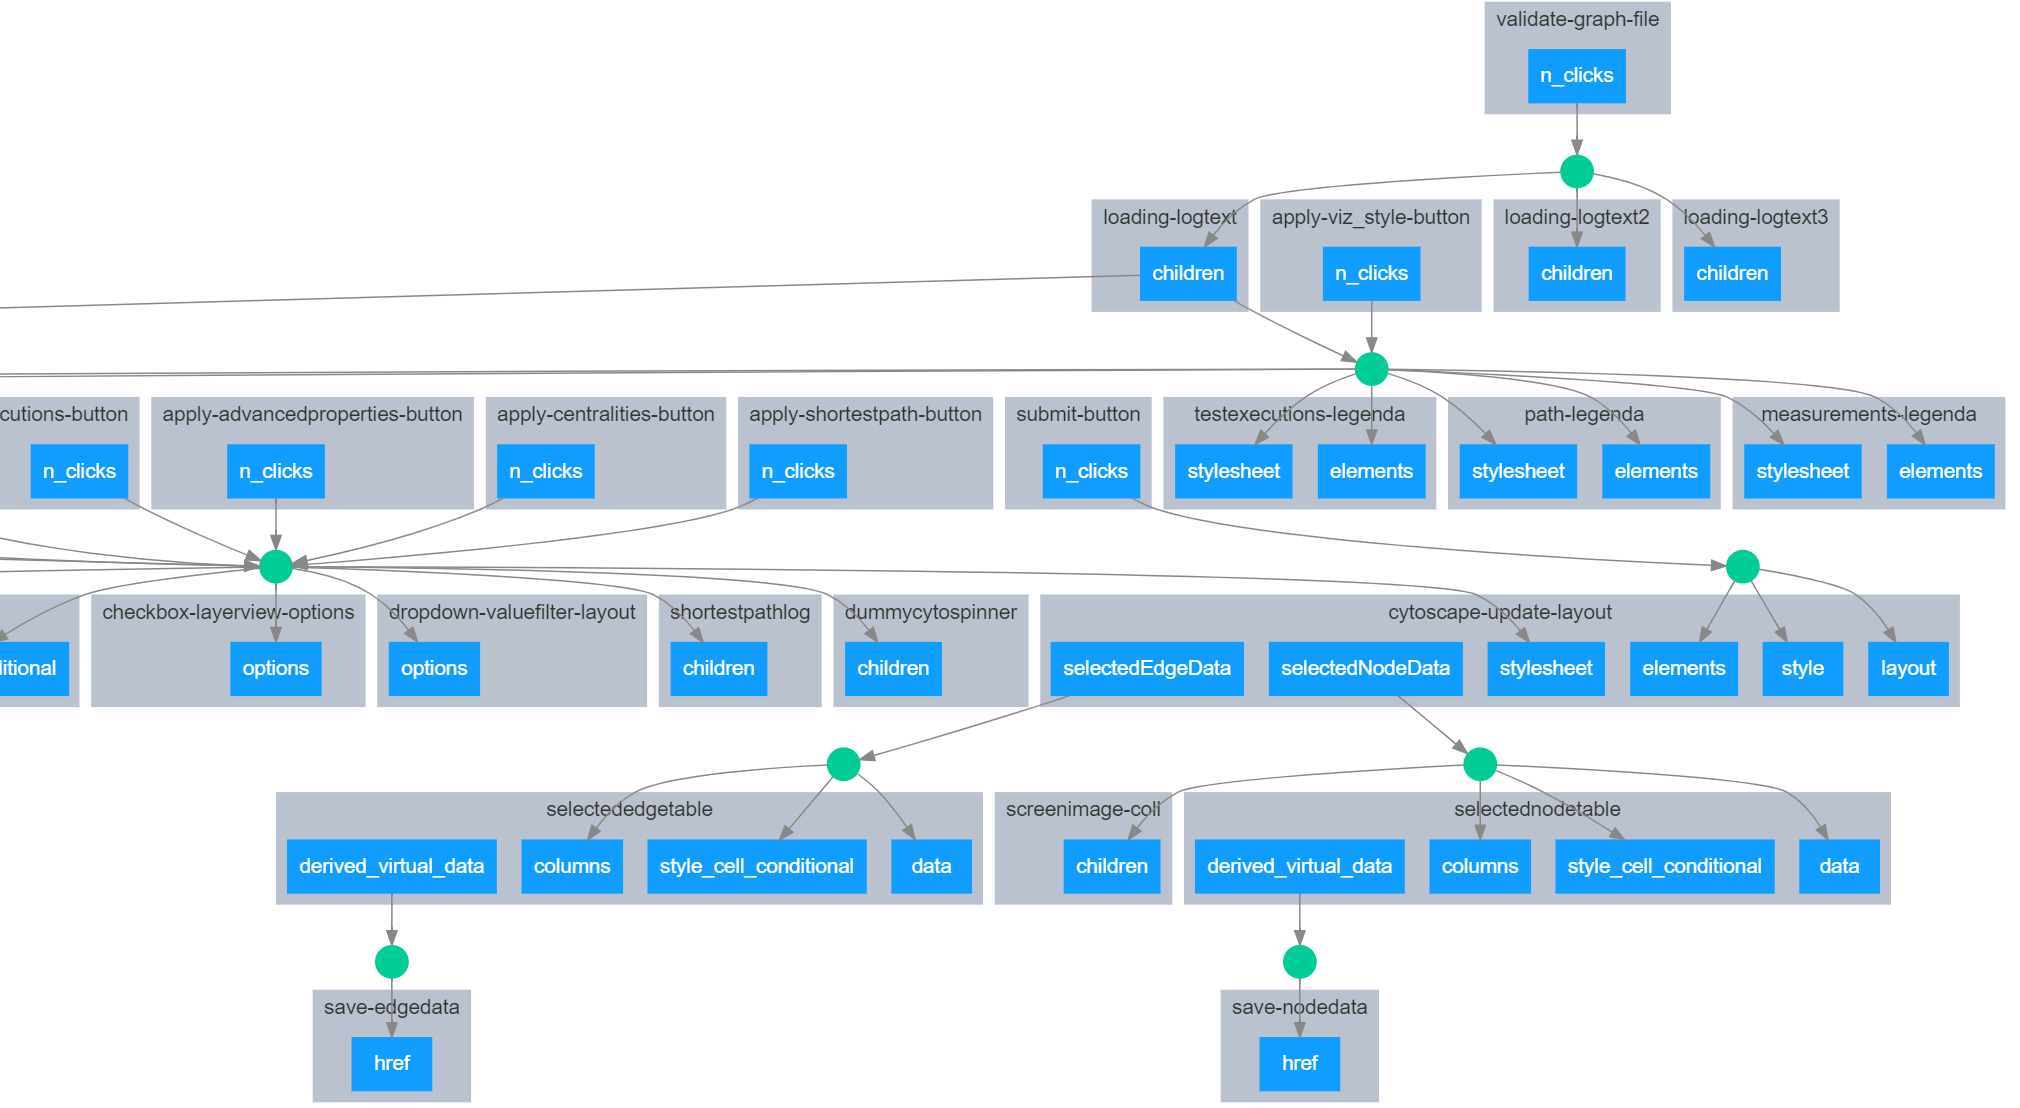 validate-graph-file
n_clicks
loading-logtext
apply-viz_style-button
loading-logtext2
loading-logtext3
children
n_clicks
children
children
cutions-button
apply-advancedproperties-button
apply-centralities-button
apply-shortestpath-button
submit-button
testexecutions-legenda
path-legenda
measurements-legenda
n_clicks
n_clicks
n_clicks
n_clicks
n_clicks
stylesheet
elements
stylesheet
elements
stylesheet
elements
checkbox-layerview-options
dropdown-valuefilter-layout
shortestpathlog
dummycytospinner
cytoscape-update-layout
ditional
options
options
children
children
selectedEdgeData
selectedNodeData
stylesheet
elements
style
layout
selectededgetable
screenimage-coll
selectednodetable
derived_virtual_data
columns
style_cell_conditional
data
children
derived_virtual_data
columns
style_cell_conditional
data
save-edgedata
save-nodedata
href
href